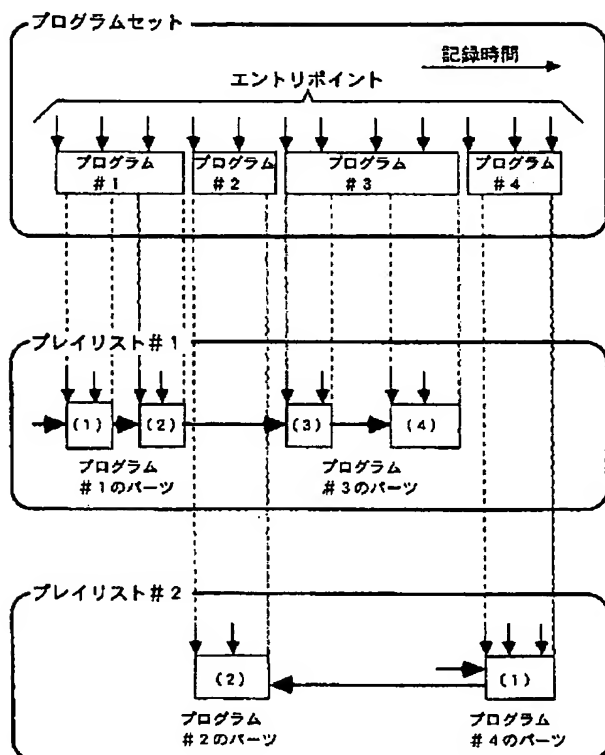 プログラムセット
記録時間
エントリポイント
プログラム
#1
プログラム
#2
プログラム
#3
プログラム
#4
プレイリスト#1
(1)
(2)
(3)
(4)
プログラム
#1のパーツ
プログラム
#3のパーツ
プレイリスト#2
(2)
(1)
プログラム
#2のパーツ
プログラム
#4のパーツ